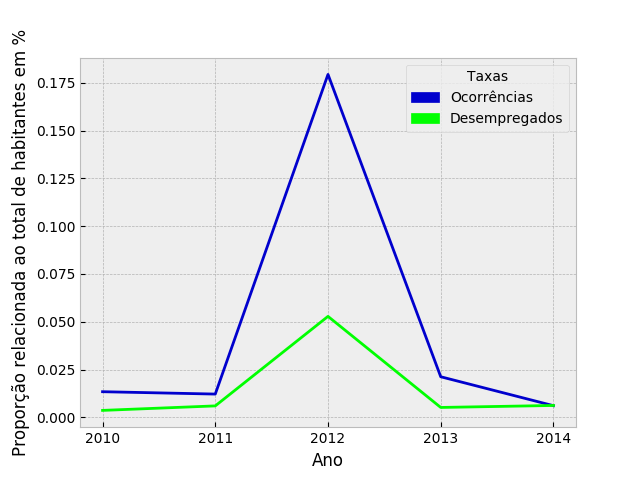 Proporção relacionada ao total de habitantes em %
0.175
0.150
0.125
0.100
0.075
0.050
0.025
0.000
Taxas
Ocorrências
Desempregados
2010 2011 2012 2013 2014
Ano